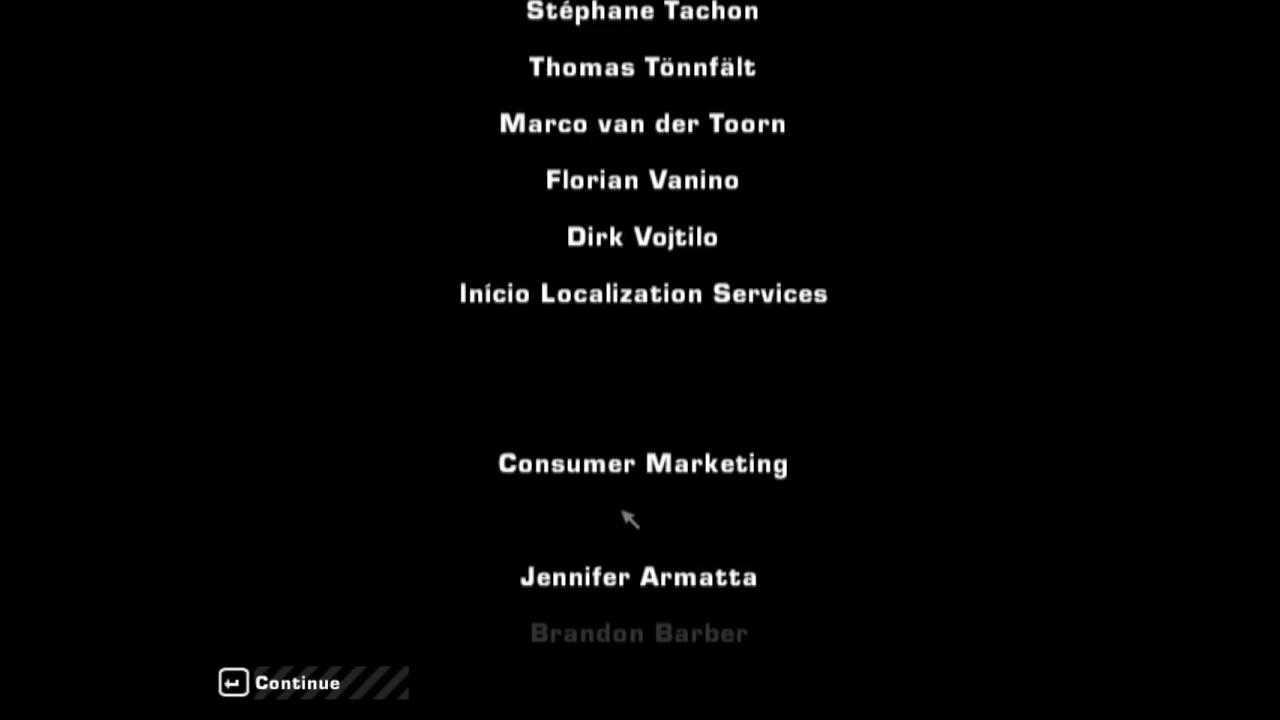 Stéphane Tachon
Thomas Tönnfält
Marco van der Toorn
Florian Vanino
Dirk Vojtilo
Início Localization Services
Consumer Marketing
Jennifer Armatta
Brandon Barber
Continue